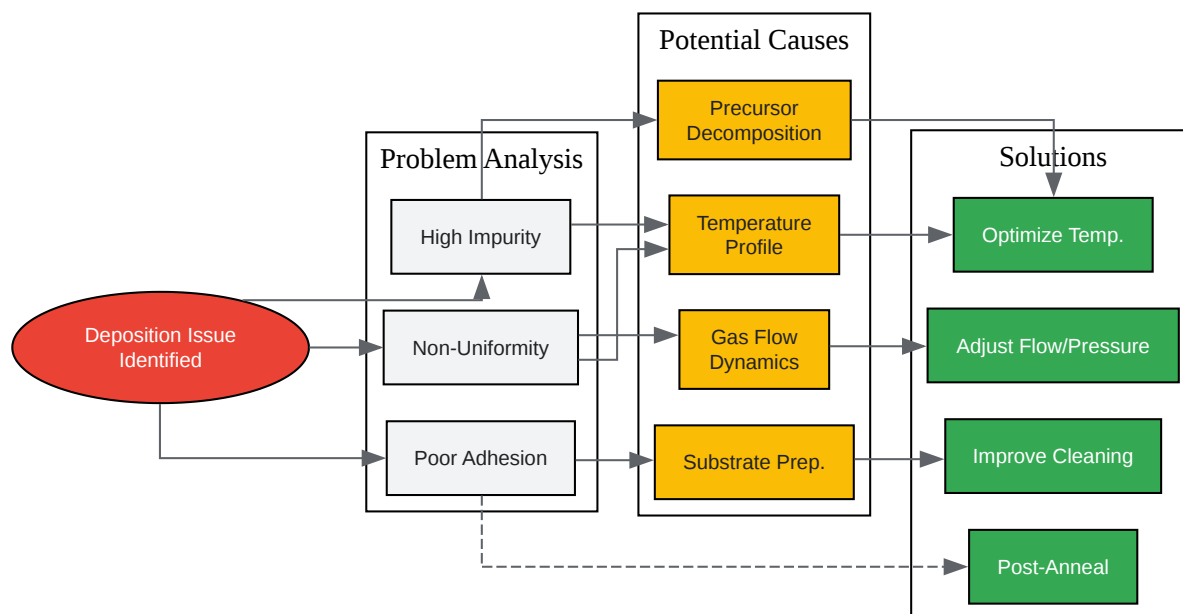 Deposition Issue
Identified
Problem Analysis
High Impurity
Non-Uniformity
Poor Adhesion
Potential Causes
Precursor
Decomposition
Temperature
Profile
Gas Flow
Dynamics
Substrate Prep.
Solutions
Optimize Temp.
Adjust Flow/Pressure
Improve Cleaning
Post-Anneal